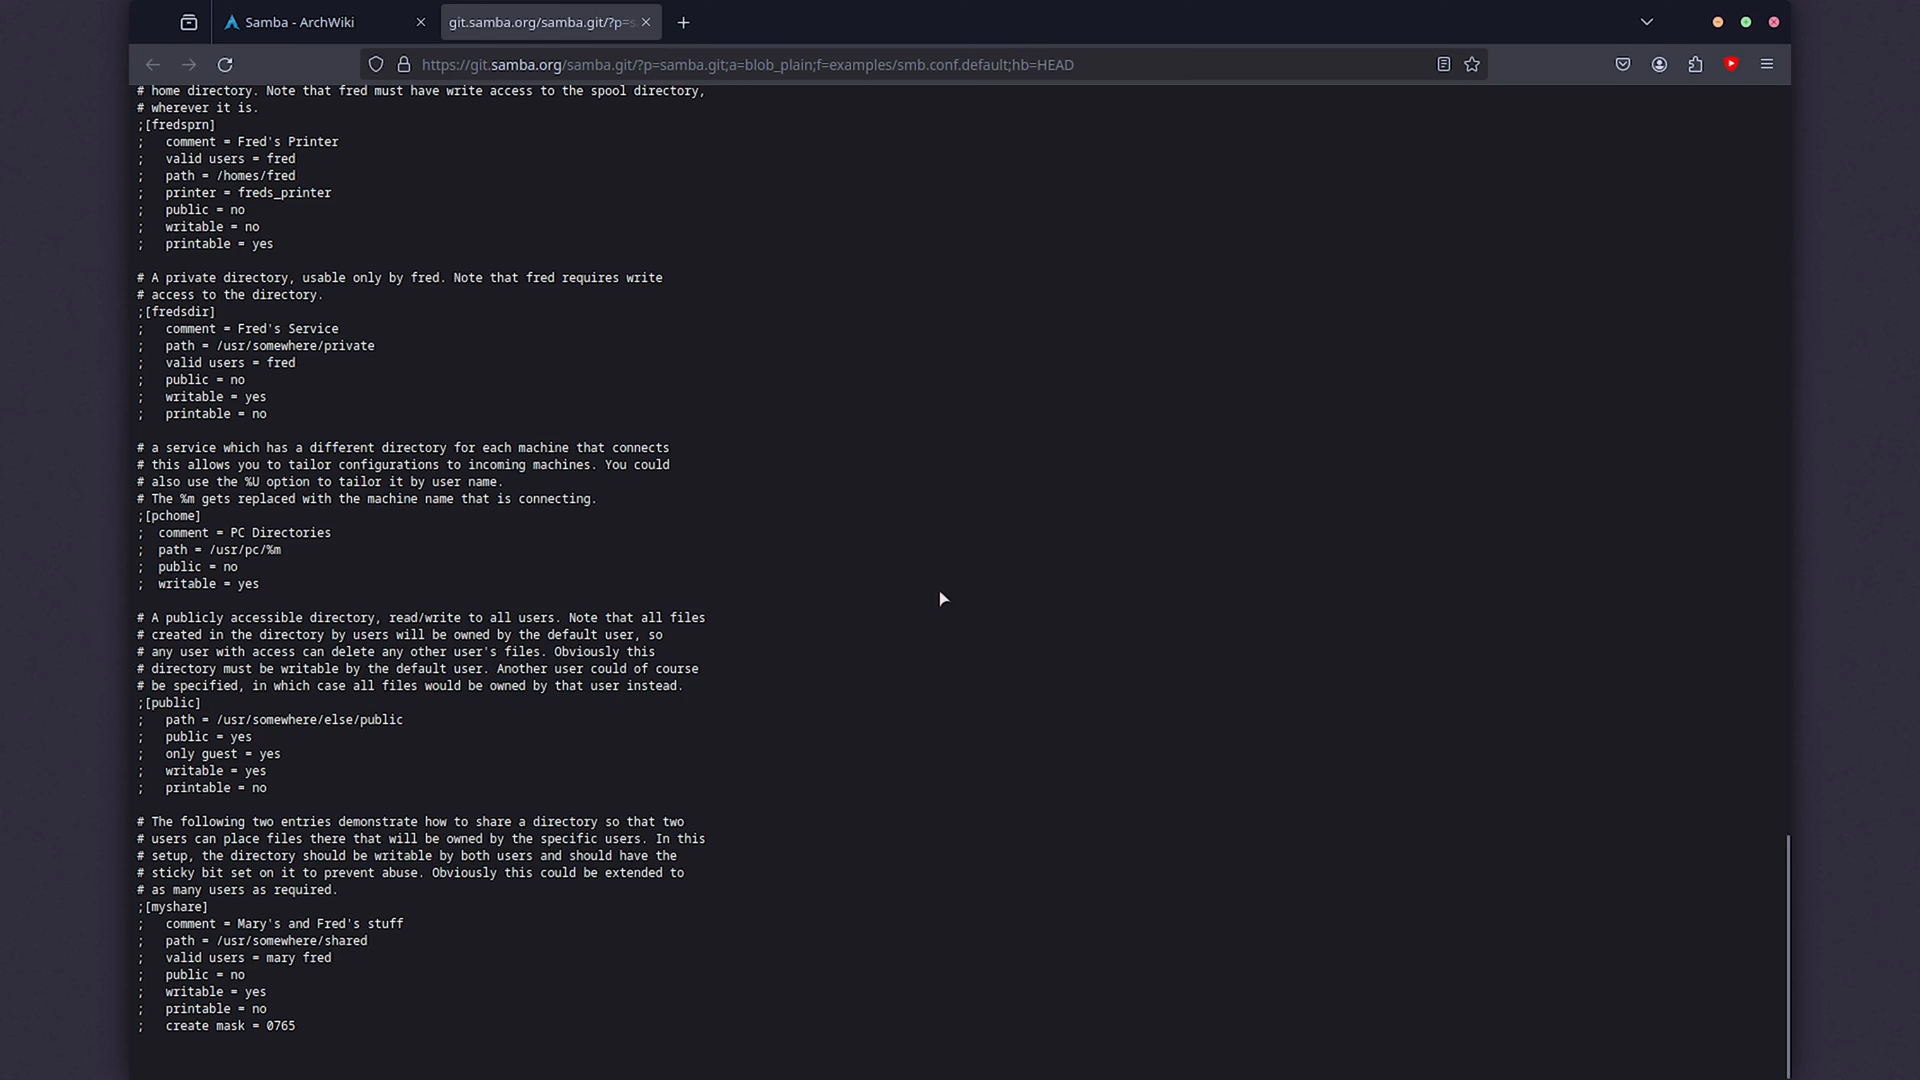 Samba - ArchWiki
git.samba.org/samba.git/?p=s
https://git.samba.org/samba.git/?p=samba.git;a=blob_plain;f=examples/smb.conf.default;hb=HEAD
# home directory. Note that fred must have write access to the spool directory,
# wherever it is.
;[fredsprn]
;   comment = Fred's Printer
;   valid users = fred
;   path = /homes/fred
;   printer = freds_printer
;   public = no
;   writable = no
;   printable = yes
# A private directory, usable only by fred. Note that fred requires write
# access to the directory.
;[fredsdir]
;   comment = Fred's Service
;   path = /usr/somewhere/private
;   valid users = fred
;   public = no
;   writable = yes
;   printable = no
# a service which has a different directory for each machine that connects
# this allows you to tailor configurations to incoming machines. You could
# also use the %U option to tailor it by user name.
# The %m gets replaced with the machine name that is connecting.
;[pchome]
;  comment = PC Directories
;  path = /usr/pc/%m
;  public = no
;  writable = yes
# A publicly accessible directory, read/write to all users. Note that all files
# created in the directory by users will be owned by the default user, so
# any user with access can delete any other user's files. Obviously this
# directory must be writable by the default user. Another user could of course
# be specified, in which case all files would be owned by that user instead.
;[public]
;   path = /usr/somewhere/else/public
;   public = yes
;   only guest = yes
;   writable = yes
;   printable = no
# The following two entries demonstrate how to share a directory so that two
# users can place files there that will be owned by the specific users. In this
# setup, the directory should be writable by both users and should have the
# sticky bit set on it to prevent abuse. Obviously this could be extended to
# as many users as required.
;[myshare]
;   comment = Mary's and Fred's stuff
;   path = /usr/somewhere/shared
;   valid users = mary fred
;   public = no
;   writable = yes
;   printable = no
;   create mask = 0765